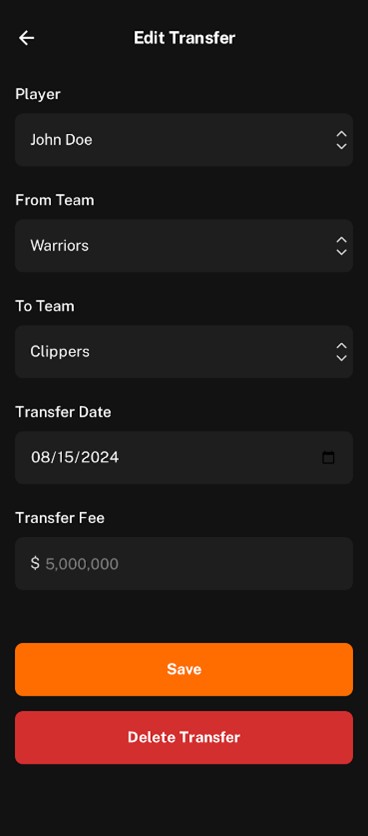 Edit Transfer
Player
John Doe
From Team
Warriors
To Team
Clippers
Transfer Date
08/15/2024
Transfer Fee
$ 5,000,000
Save
Delete Transfer